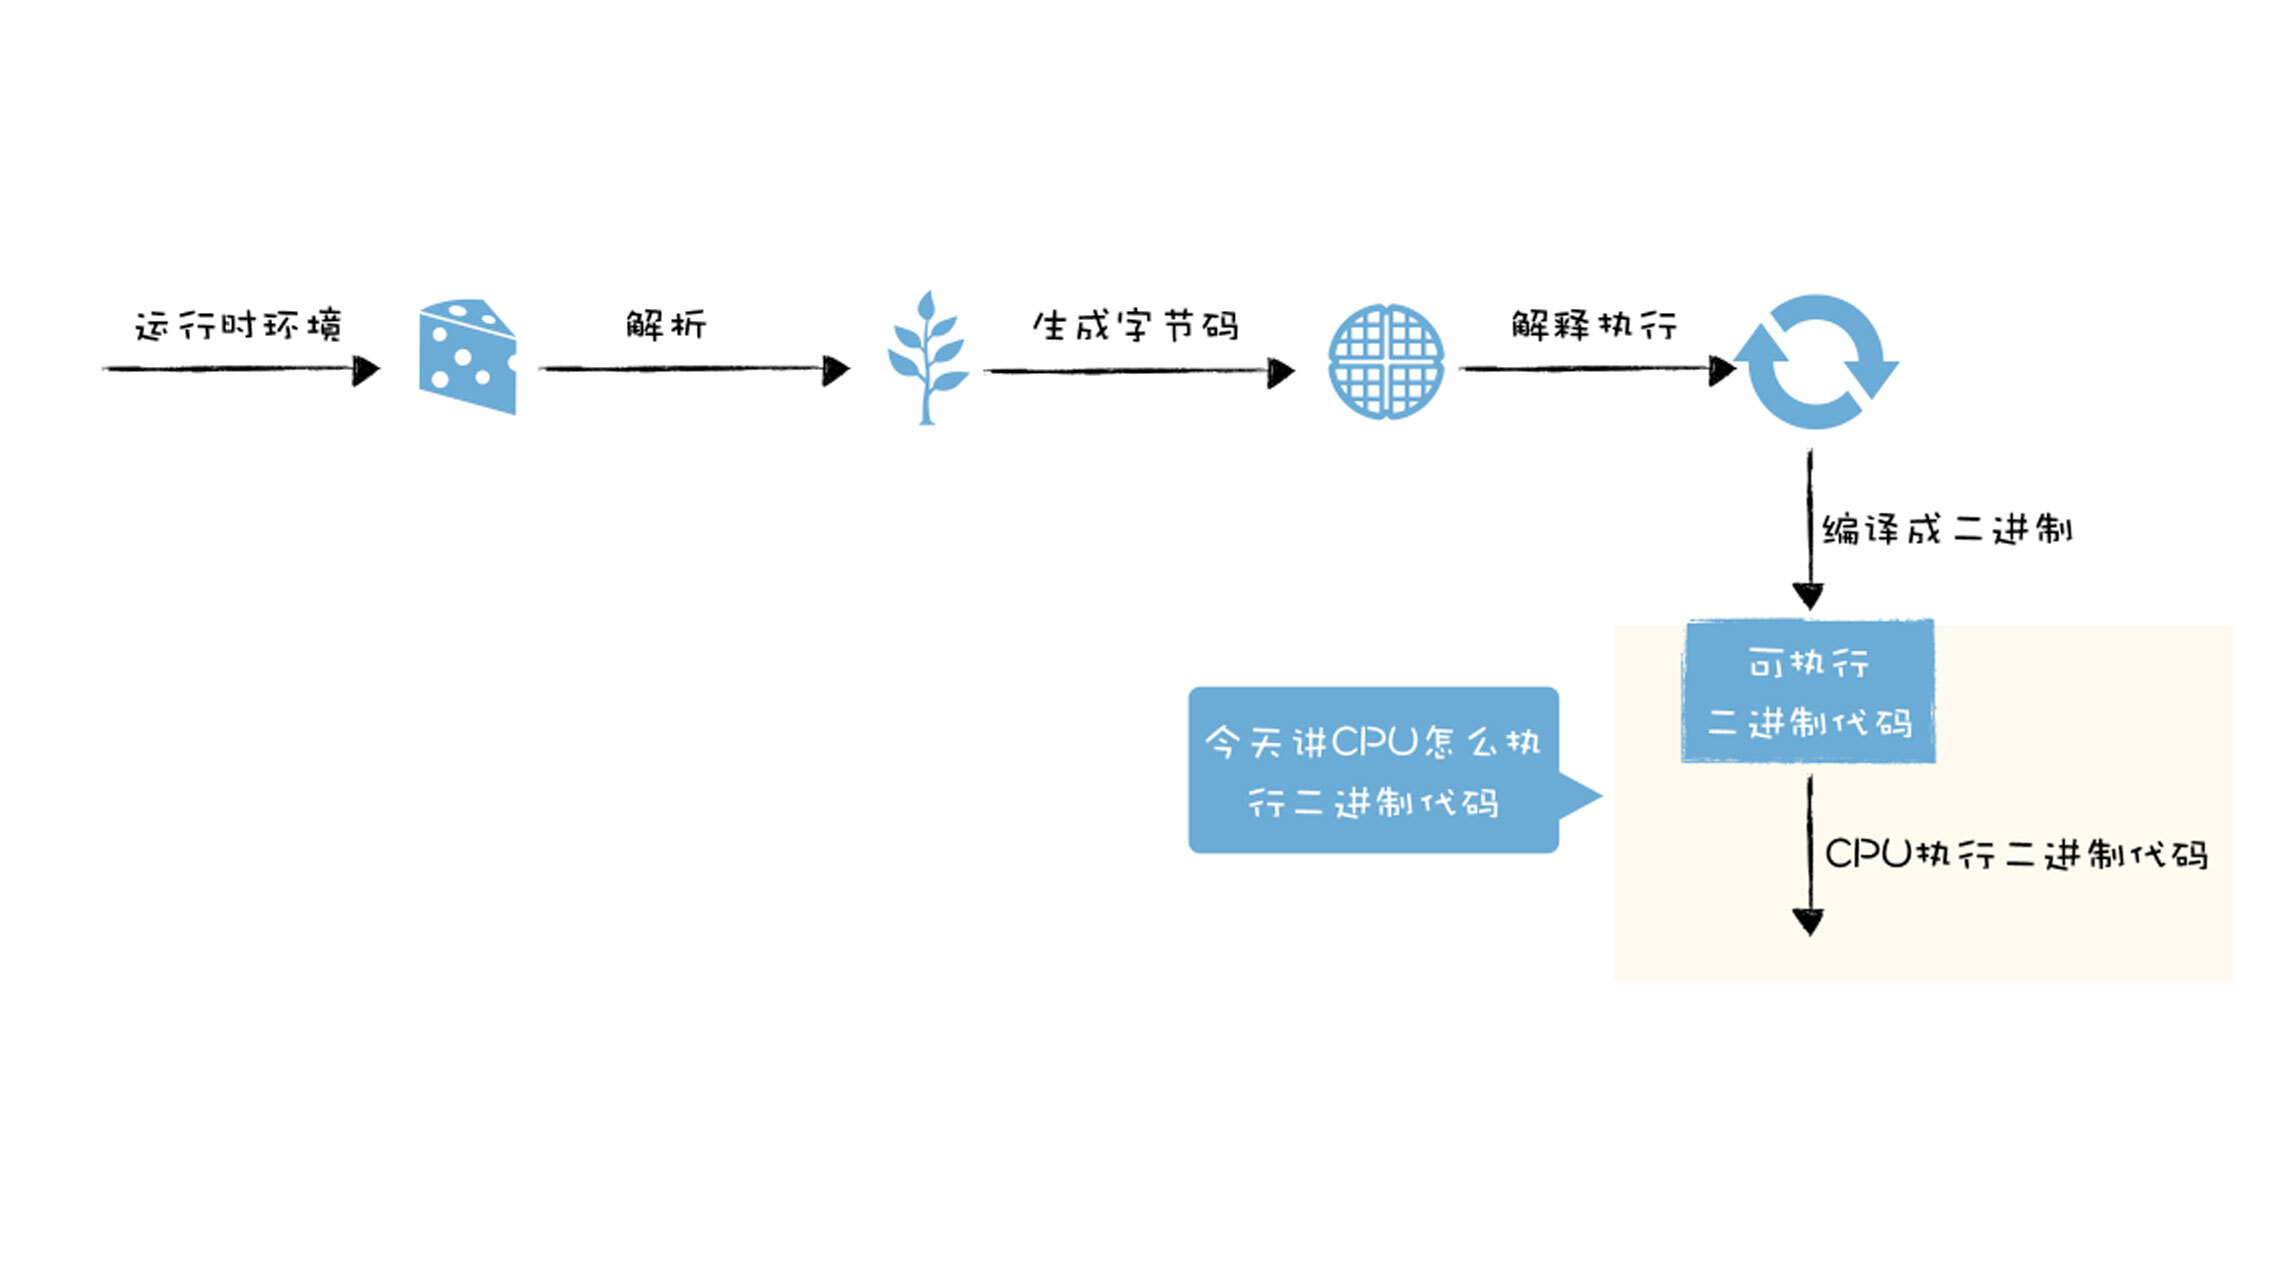 运行时环境
解析
生成字节码
解释执行
编译成二进制
可执行
二进制代码
今天讲CPU怎么执
行二进制代码
CPU执行二进制代码